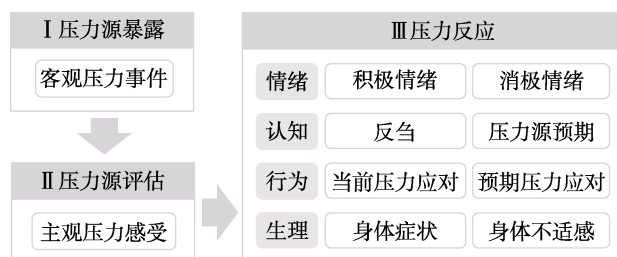 Ⅰ压力源暴露
客观压力事件
Ⅱ压力源评估
主观压力感受
Ⅲ压力反应
情绪 积极情绪 消极情绪
认知 反刍 压力源预期
行为 当前压力应对 预期压力应对
生理 身体症状 身体不适感